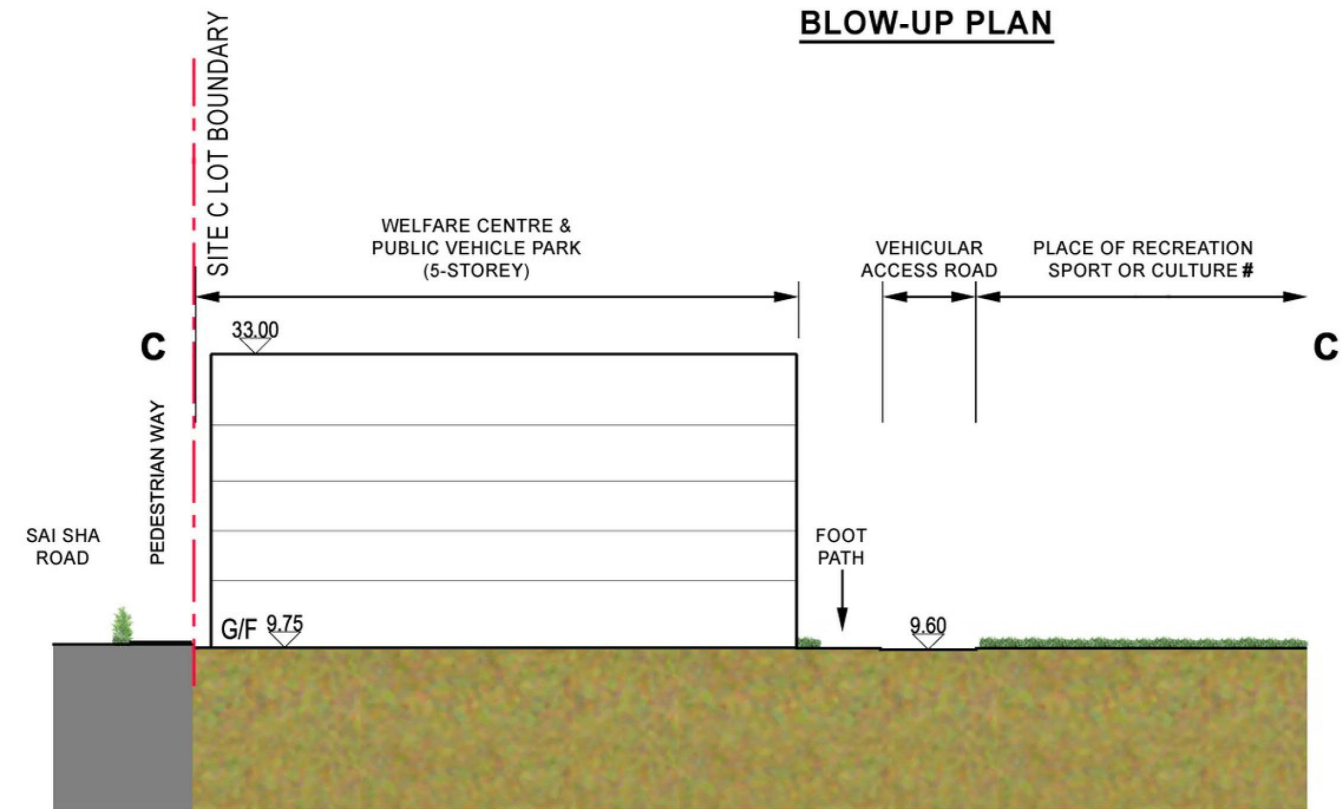 BLOW-UP PLAN
SITE C LOT BOUNDARY
WELFARE CENTRE &
PUBLIC VEHICLE PARK
(5-STOREY)
VEHICULAR
ACCESS ROAD
PLACE OF RECREATION
SPORT OR CULTURE #
C
33.00
C
PEDESTRIAN WAY
SAI SHA
ROAD
FOOT
PATH
G/F 9.75
9.60